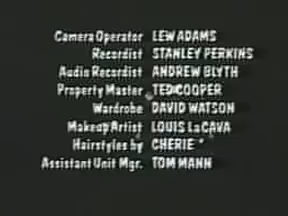 Camera Operator LEW ADAMS
Recordist STANLEY PERKINS
Audio Recordist ANDREW BLYTH
Property Master TED COOPER
Wardrobe DAVID WATSON
Makeup Artist LOUIS LaCAVA
Hairstyles by CHERIE *
Assistant Unit Mgr. TOM MANN